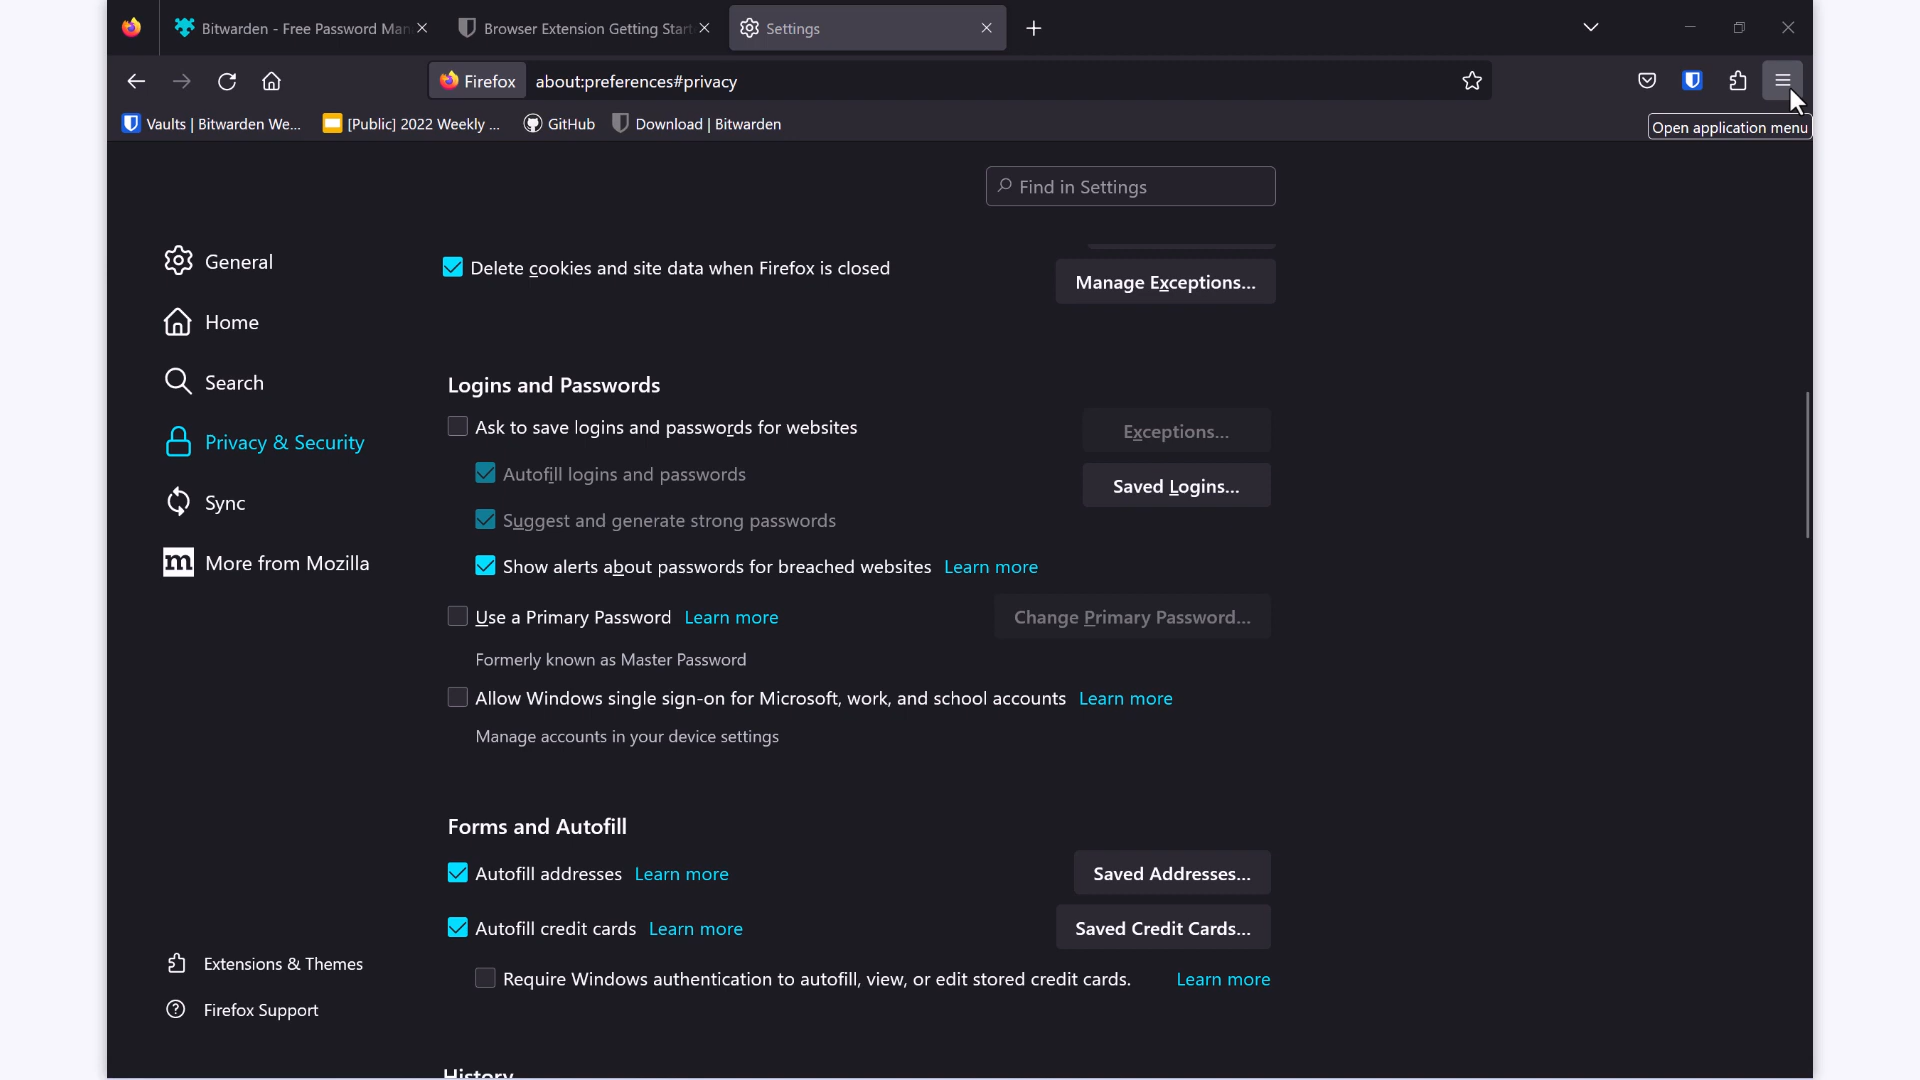 Bitwarden - Free Password Man
Browser Extension Getting Start
Settings
Firefox
about:preferences#privacy
Vaults | Bitwarden We...
[Public] 2022 Weekly ...
GitHub
Download | Bitwarden
Open application menu
Find in Settings
General
Home
Search
Privacy & Security
Sync
m More from Mozilla
Extensions & Themes
Firefox Support
Delete cookies and site data when Firefox is closed
Manage Exceptions...
Logins and Passwords
Ask to save logins and passwords for websites
Exceptions...
Autofill logins and passwords
Saved Logins...
Suggest and generate strong passwords
Show alerts about passwords for breached websites Learn more
Use a Primary Password Learn more
Change Primary Password...
Formerly known as Master Password
Allow Windows single sign-on for Microsoft, work, and school accounts Learn more
Manage accounts in your device settings
Forms and Autofill
Autofill addresses Learn more
Saved Addresses...
Autofill credit cards Learn more
Saved Credit Cards...
Require Windows authentication to autofill, view, or edit stored credit cards. Learn more
History